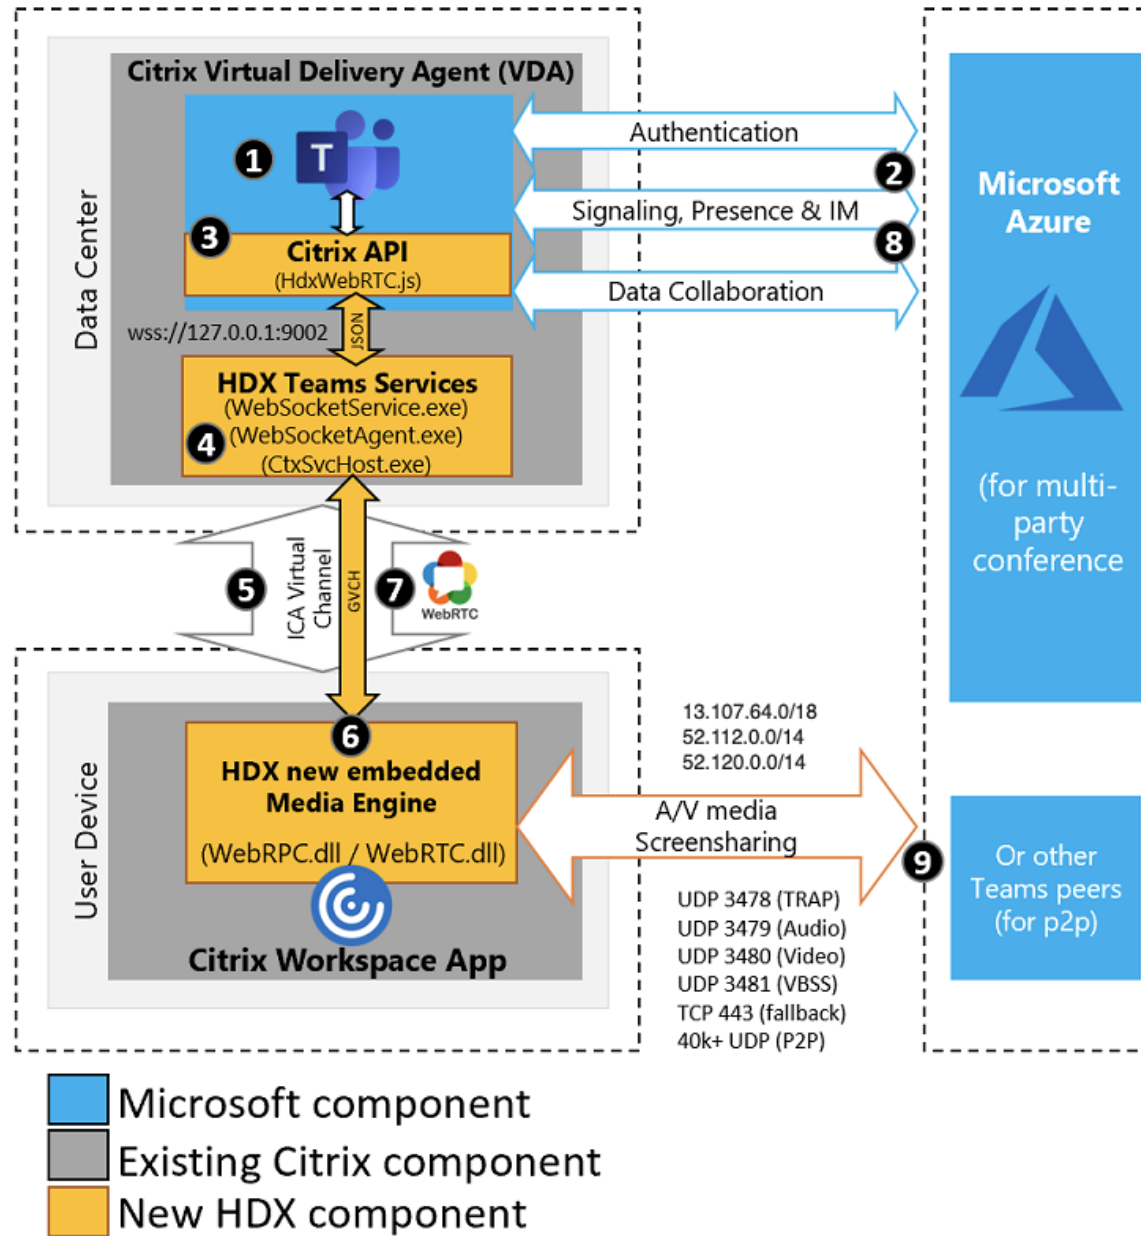 Citrix Virtual Delivery Agent (VDA)
Data Center
1
T
3
Citrix API
(HdxWebRTC.js)
wss://127.0.0.1:9002
JSON
HDX Teams Services
(WebSocketService.exe)
(WebSocketAgent.exe)
(CtxSvcHost.exe)
4
Authentication
2
Signaling, Presence & IM
8
Data Collaboration
Microsoft
Azure
(for multi-
party
conference
5
ICA Virtual
Channel
GVCH
7
WebRTC
User Device
6
HDX new embedded
Media Engine
(WebRPC.dll / WebRTC.dll)
Citrix Workspace App
13.107.64.0/18
52.112.0.0/14
52.120.0.0/14
A/V media
Screensharing
9
UDP 3478 (TRAP)
UDP 3479 (Audio)
UDP 3480 (Video)
UDP 3481 (VBSS)
TCP 443 (fallback)
40k+ UDP (P2P)
Or other
Teams peers
(for p2p)
Microsoft component
Existing Citrix component
New HDX component